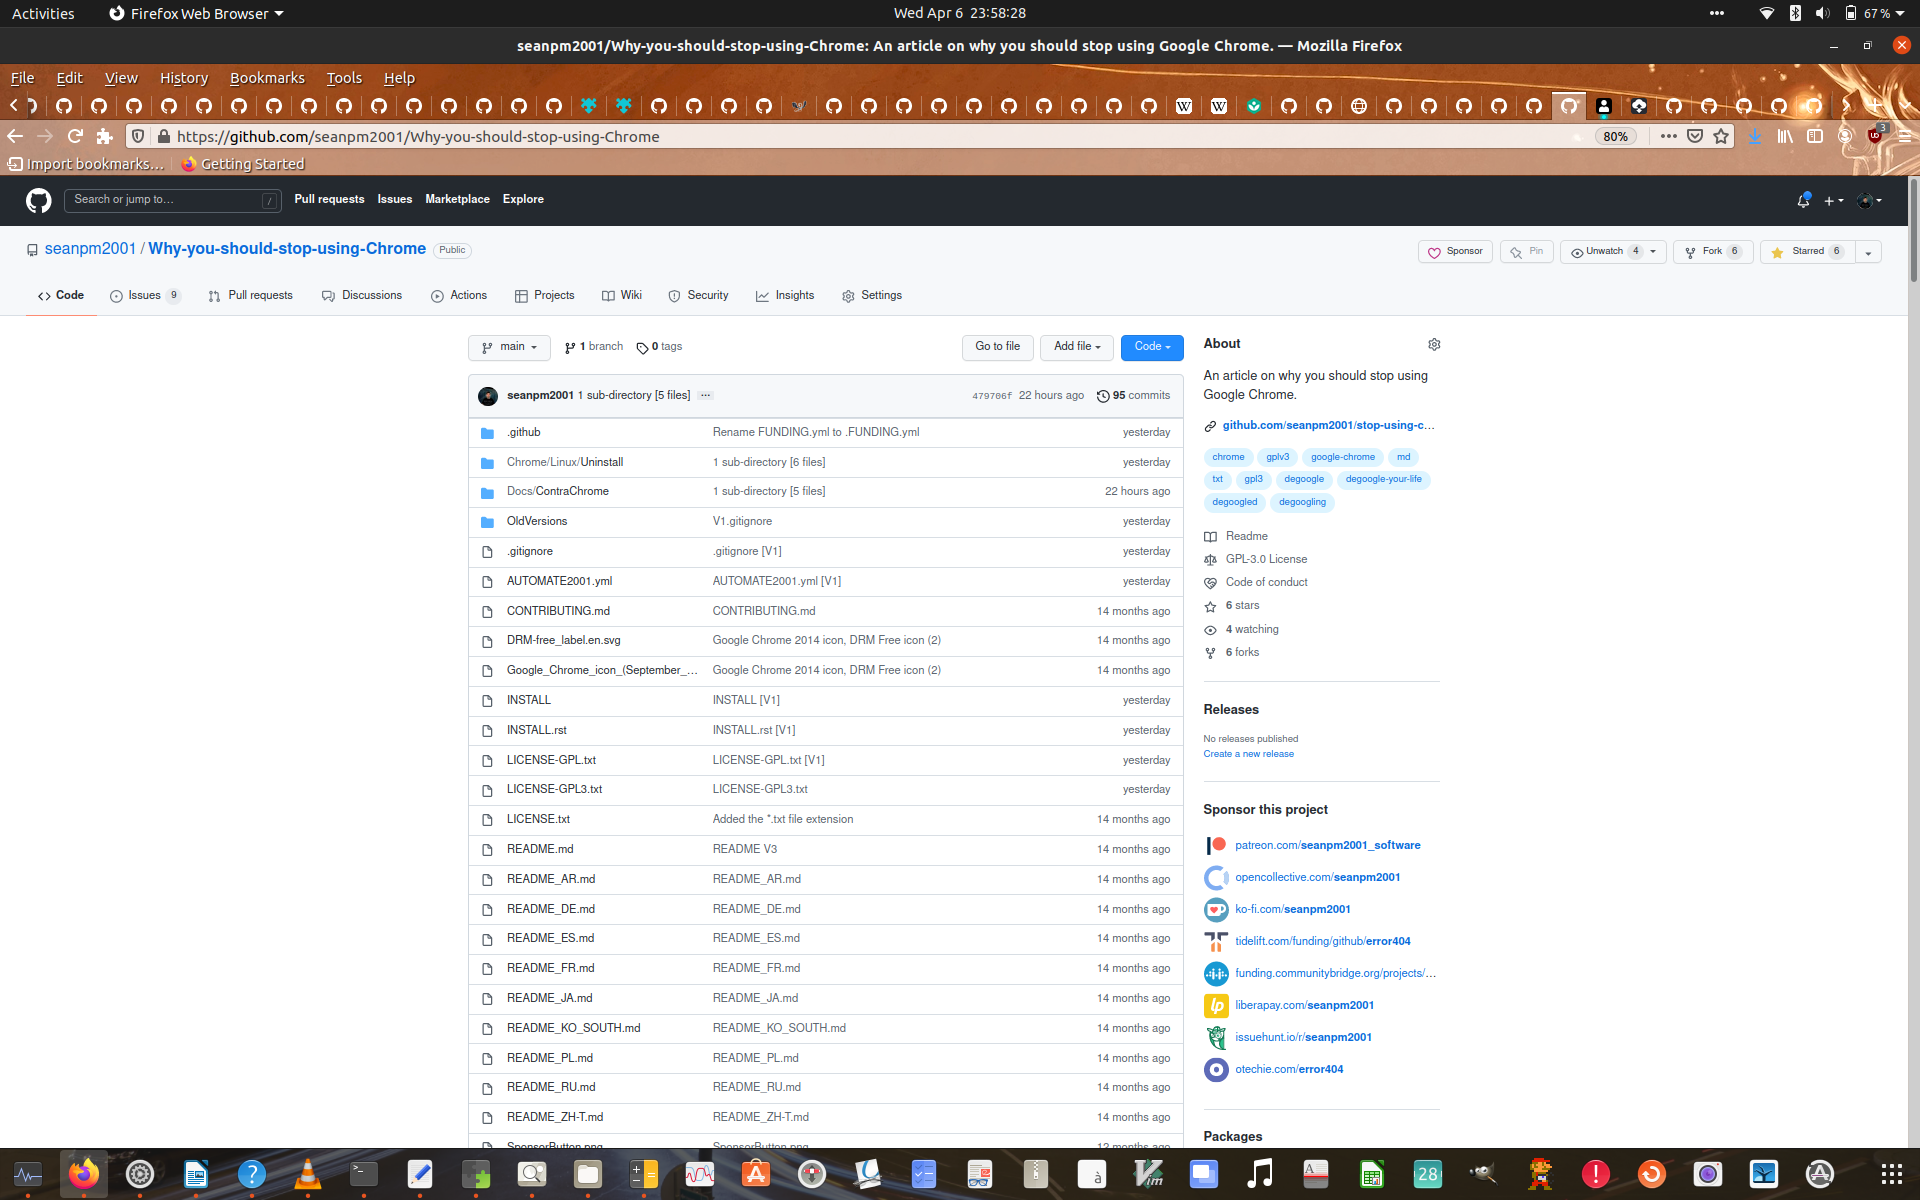 Activities Firefox Web Browser Wed Apr 6 23:58:28 67 %
seanpm2001/Why-you-should-stop-using-Chrome: An article on why you should stop using Google Chrome. — Mozilla Firefox
File Edit View History Bookmarks Tools Help
https://github.com/seanpm2001/Why-you-should-stop-using-Chrome 80% 3
Import bookmarks… Getting Started
Search or jump to… / Pull requests Issues Marketplace Explore
seanpm2001 / Why-you-should-stop-using-Chrome Public Sponsor Pin Unwatch 4 Fork 6 Starred 6
Code Issues 9 Pull requests Discussions Actions Projects Wiki Security Insights Settings
main 1 branch 0 tags Go to file Add file Code
seanpm2001 1 sub-directory [5 files] ... 479706f 22 hours ago 95 commits
.github Rename FUNDING.yml to .FUNDING.yml yesterday
Chrome/Linux/Uninstall 1 sub-directory [6 files] yesterday
Docs/ContraChrome 1 sub-directory [5 files] 22 hours ago
OldVersions V1.gitignore yesterday
.gitignore .gitignore [V1] yesterday
AUTOMATE2001.yml AUTOMATE2001.yml [V1] yesterday
CONTRIBUTING.md CONTRIBUTING.md 14 months ago
DRM-free_label.en.svg Google Chrome 2014 icon, DRM Free icon (2) 14 months ago
Google_Chrome_icon_(September_… Google Chrome 2014 icon, DRM Free icon (2) 14 months ago
INSTALL INSTALL [V1] yesterday
INSTALL.rst INSTALL.rst [V1] yesterday
LICENSE-GPL.txt LICENSE-GPL.txt [V1] yesterday
LICENSE-GPL3.txt LICENSE-GPL3.txt yesterday
LICENSE.txt Added the *.txt file extension 14 months ago
README.md README V3 14 months ago
README_AR.md README_AR.md 14 months ago
README_DE.md README_DE.md 14 months ago
README_ES.md README_ES.md 14 months ago
README_FR.md README_FR.md 14 months ago
README_JA.md README_JA.md 14 months ago
README_KO_SOUTH.md README_KO_SOUTH.md 14 months ago
README_PL.md README_PL.md 14 months ago
README_RU.md README_RU.md 14 months ago
README_ZH-T.md README_ZH-T.md 14 months ago
SponsorButton.png SponsorButton.png 12 months ago
About
An article on why you should stop using
Google Chrome.
github.com/seanpm2001/stop-using-c…
chrome gplv3 google-chrome md
txt gpl3 degoogle degoogle-your-life
degoogled degoogling
Readme
GPL-3.0 License
Code of conduct
6 stars
4 watching
6 forks
Releases
No releases published
Create a new release
Sponsor this project
patreon.com/seanpm2001_software
opencollective.com/seanpm2001
ko-fi.com/seanpm2001
tidelift.com/funding/github/error404
funding.communitybridge.org/projects/…
liberapay.com/seanpm2001
issuehunt.io/r/seanpm2001
otechie.com/error404
Packages
28